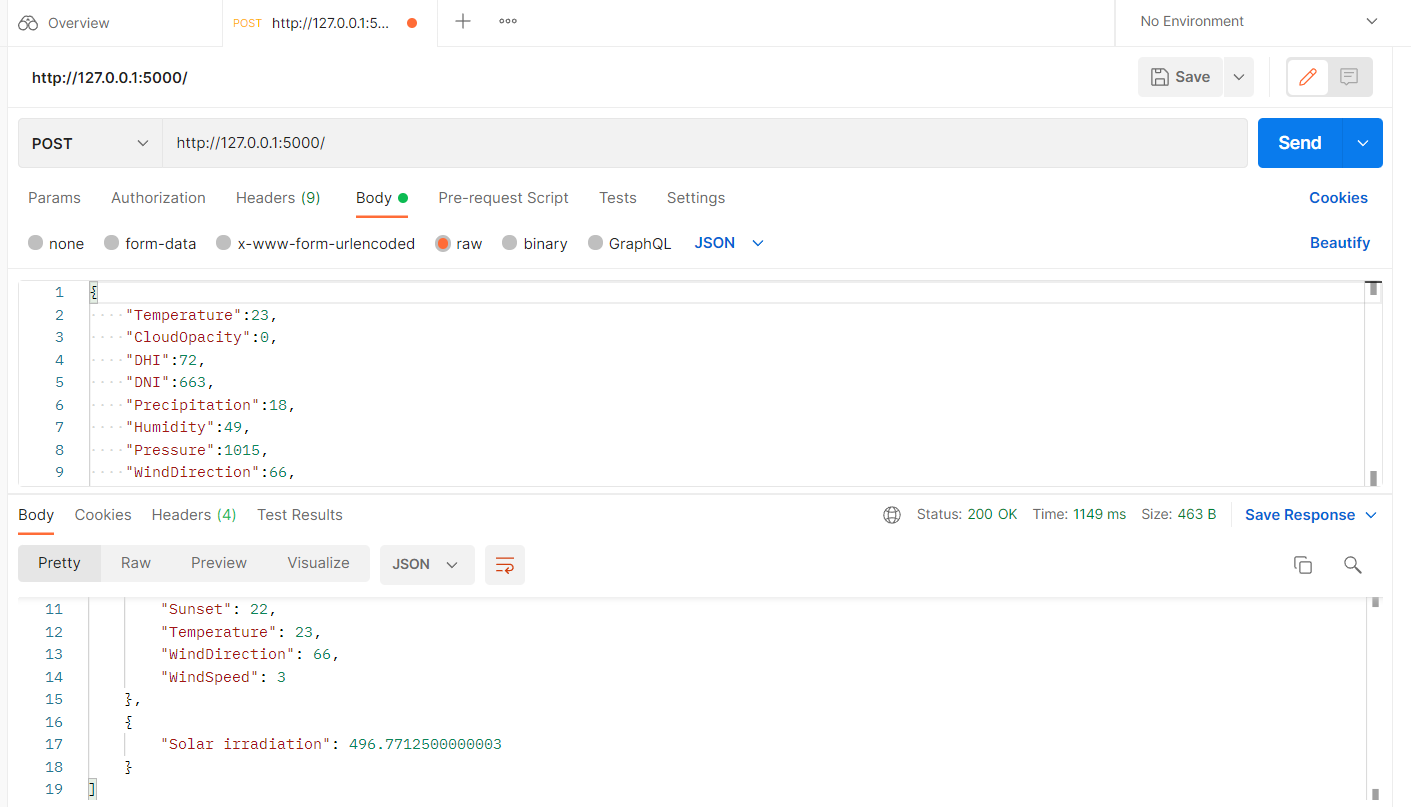 Overview
POST http://127.0.0.1:5...
No Environment
http://127.0.0.1:5000/
Save
POST http://127.0.0.1:5000/
Send
Params Authorization Headers (9) Body Pre-request Script Tests Settings Cookies
none form-data x-www-form-urlencoded raw binary GraphQL JSON Beautify
1 {
2 "Temperature":23,
3 "CloudOpacity":0,
4 "DHI":72,
5 "DNI":663,
6 "Precipitation":18,
7 "Humidity":49,
8 "Pressure":1015,
9 "WindDirection":66,
Body Cookies Headers (4) Test Results Status: 200 OK Time: 1149 ms Size: 463 B Save Response
Pretty Raw Preview Visualize JSON
11 "Sunset": 22,
12 "Temperature": 23,
13 "WindDirection": 66,
14 "WindSpeed": 3
15 },
16 {
17 "Solar irradiation": 496.7712500000003
18 }
19 ]